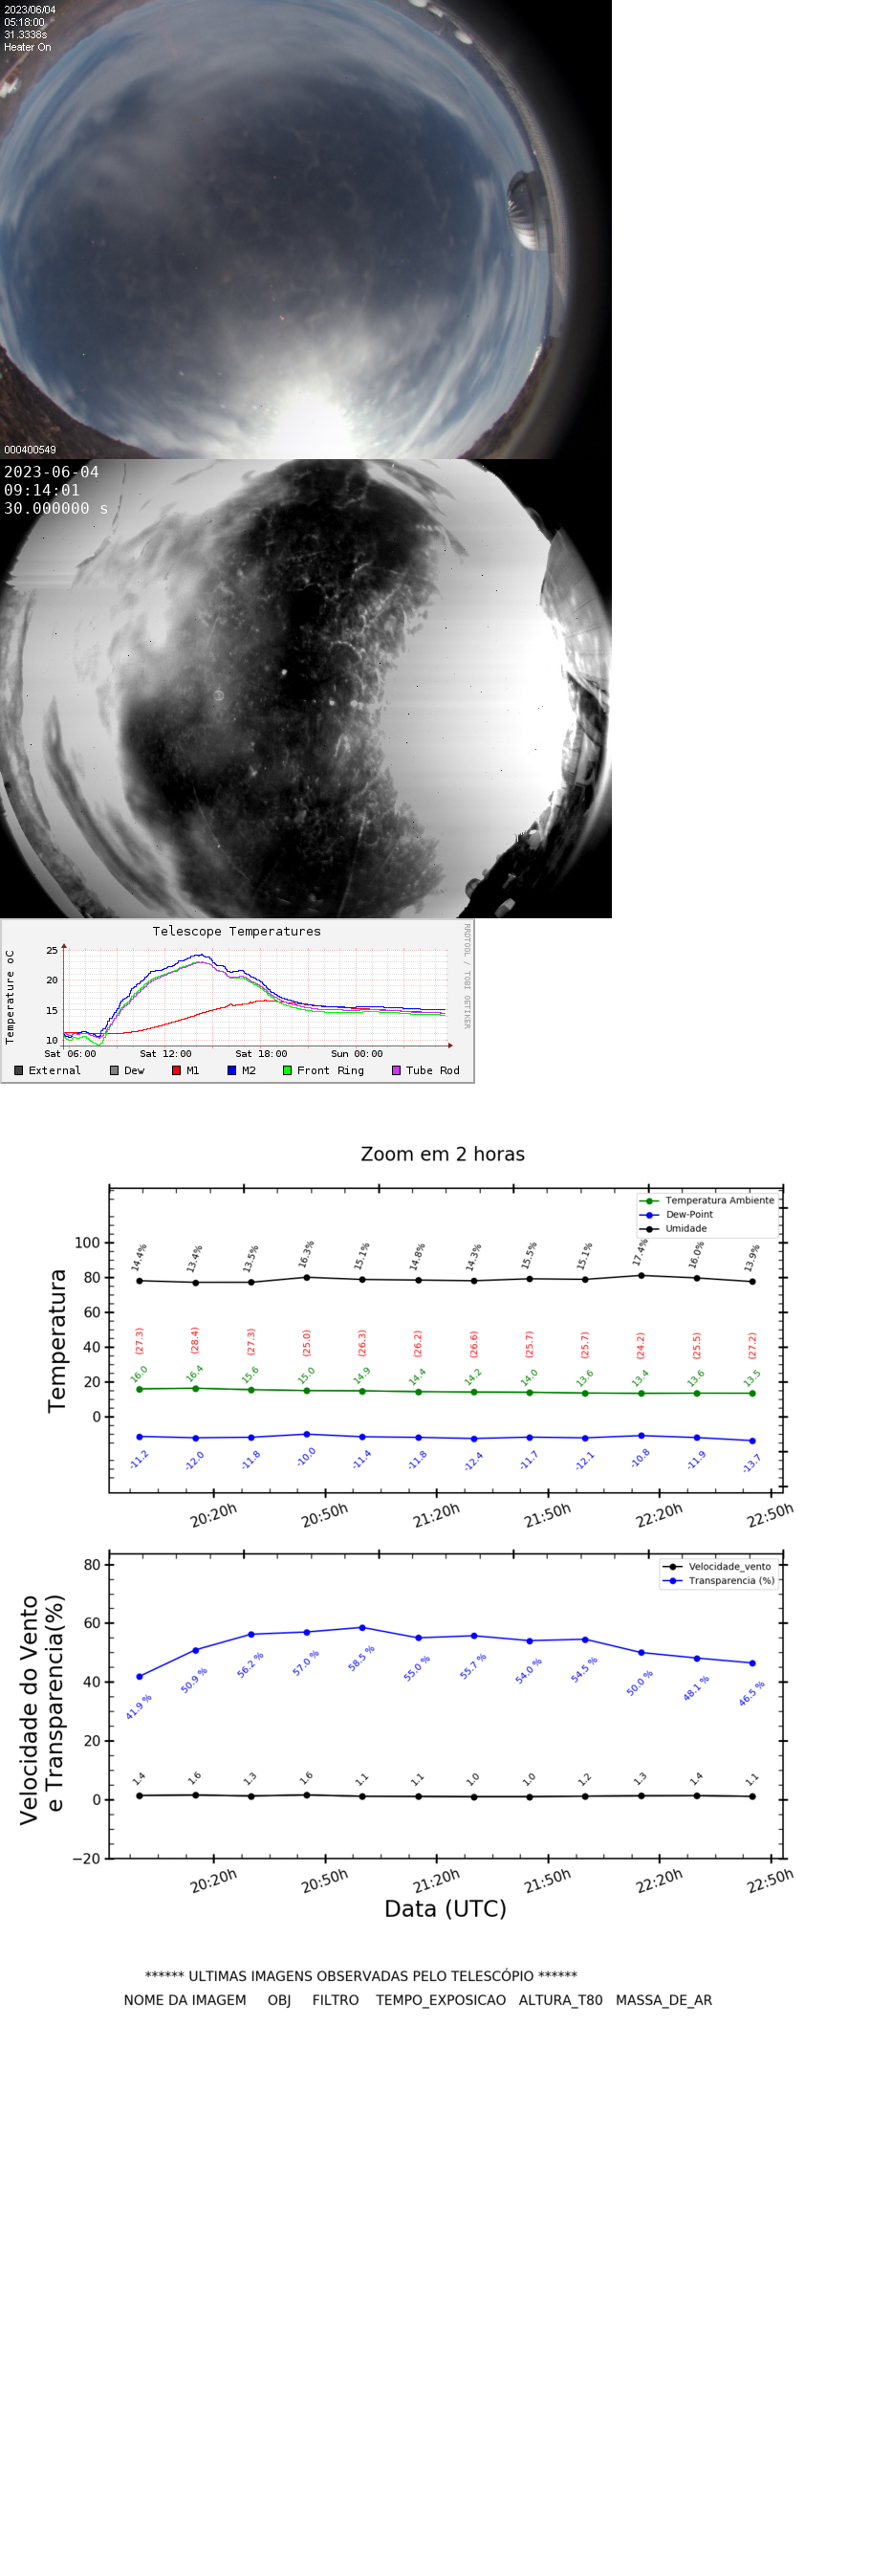 2023/06/04
05:18:00
31.3338s
Heater On
000400549
2023-06-04
09:14:01
30.000000 s
Telescope Temperatures
RRDTOOL / TOBI OETIKER
Temperature oC
25
20
15
10
Sat 06:00 Sat 12:00 Sat 18:00 Sun 00:00
External Dew M1 M2 Front Ring Tube Rod
Zoom em 2 horas
Temperatura Ambiente
Dew-Point
Umidade
Temperatura
100
80
60
40
20
0
14.4% 13.4% 13.5% 16.3% 15.1% 14.8% 14.3% 15.5% 15.1% 17.4% 16.0% 13.9%
(27.3) (28.4) (27.3) (25.0) (26.3) (26.2) (26.6) (25.7) (25.7) (24.2) (25.5) (27.2)
16.0 16.4 15.6 15.0 14.9 14.4 14.2 14.0 13.6 13.4 13.6 13.5
-11.2 -12.0 -11.8 -10.0 -11.4 -11.8 -12.4 -11.7 -12.1 -10.8 -11.9 -13.7
20:20h 20:50h 21:20h 21:50h 22:20h 22:50h
Velocidade_vento
Transparencia (%)
Velocidade do Vento
e Transparencia(%)
80
60
40
20
0
−20
41.9 % 50.9 % 56.2 % 57.0 % 58.5 % 55.0 % 55.7 % 54.0 % 54.5 % 50.0 % 48.1 % 46.5 %
1.4 1.6 1.3 1.6 1.1 1.1 1.0 1.0 1.2 1.3 1.4 1.1
20:20h 20:50h 21:20h 21:50h 22:20h 22:50h
Data (UTC)
****** ULTIMAS IMAGENS OBSERVADAS PELO TELESCÓPIO ******
NOME DA IMAGEM OBJ FILTRO TEMPO_EXPOSICAO ALTURA_T80 MASSA_DE_AR